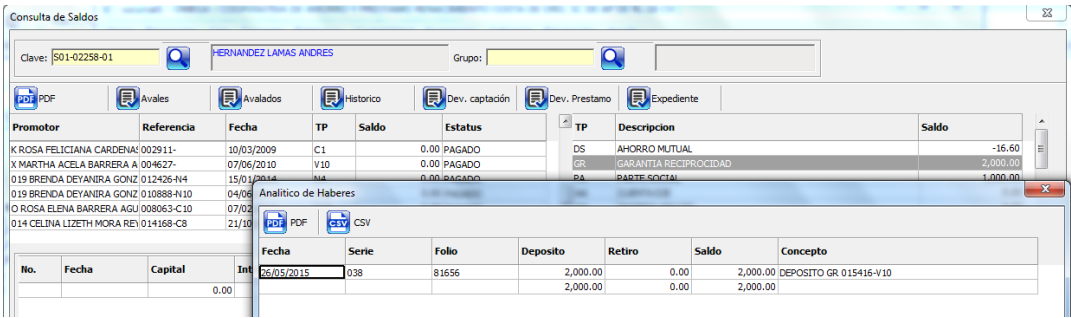 Consulta de Saldos
Clave: S01-02258-01 HERNANDEZ LAMAS ANDRES Grupo:
PDF PDF Avales Avalados Historico Dev. captación Dev. Prestamo Expediente
Promotor Referencia Fecha TP Saldo Estatus TP Descripcion Saldo
K ROSA FELICIANA CARDENAS 002911- 10/03/2009 C1 0.00 PAGADO DS AHORRO MUTUAL -16.60
X MARTHA ACELA BARRERA A 004627- 07/06/2010 V10 0.00 PAGADO GR GARANTIA RECIPROCIDAD 2,000.00
019 BRENDA DEYANIRA GONZ 012426-N4 15/01/2014 N4 0.00 PAGADO PA PARTE SOCIAL 1,000.00
019 BRENDA DEYANIRA GONZ 010888-N10 04/06
O ROSA ELENA BARRERA AGU 008063-C10 07/02
014 CELINA LIZETH MORA REY 014168-C8 21/10
Analitico de Haberes
PDF PDF CSV CSV
Fecha Serie Folio Deposito Retiro Saldo Concepto
26/05/2015 038 81656 2,000.00 0.00 2,000.00 DEPOSITO GR 015416-V10
2,000.00 0.00 2,000.00
No. Fecha Capital Int
0.00